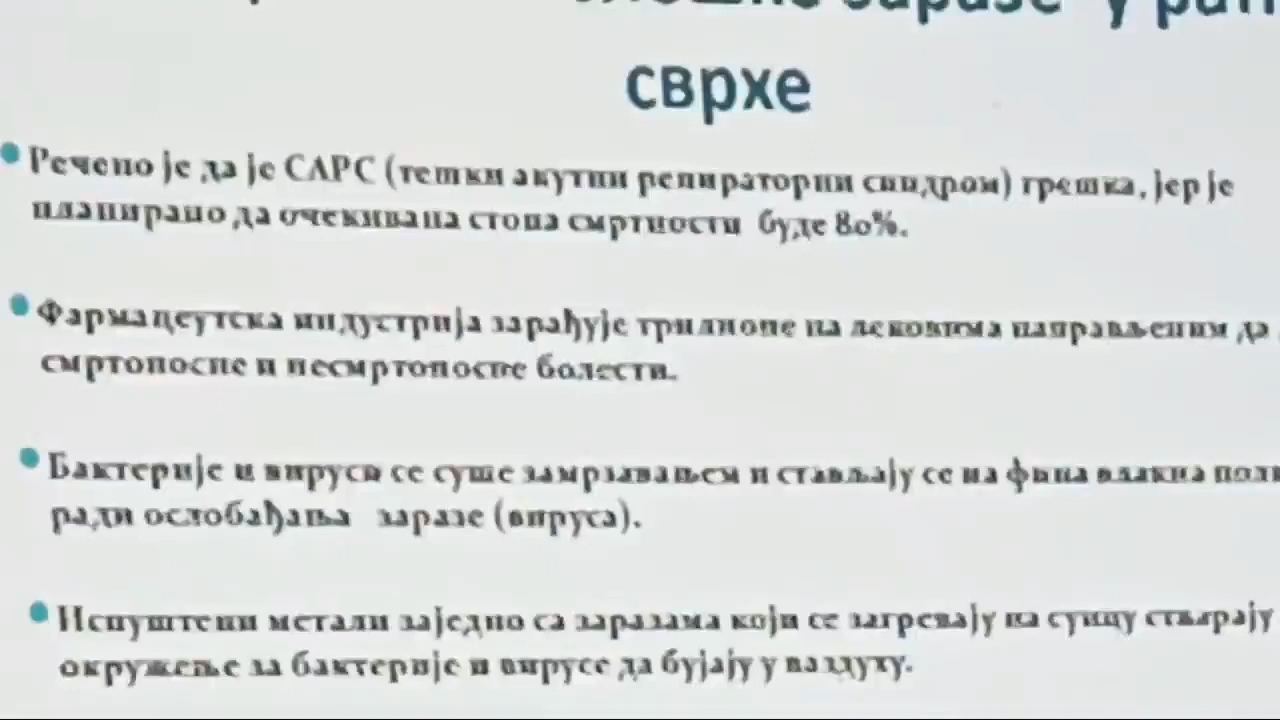 заразе у
сврхе
Речено је да је САРС (тешки акутни репираторни синдром) грешка, јер је
планирано да очекивана стопа смртности буде 80%.
Фармацеутска индустрија зарађује трилионе на лековима направљеним да
смртоносне и несмртоносне болести.
Бактерије и вируси се суше замрзавањем и стављају се на фина влакна
ради ослобађања заразе (вируса).
Испуштени метали заједно са заразама који се загревају на сунцу стварају
окружење за бактерије и вирусе да бујају у ваздуху.